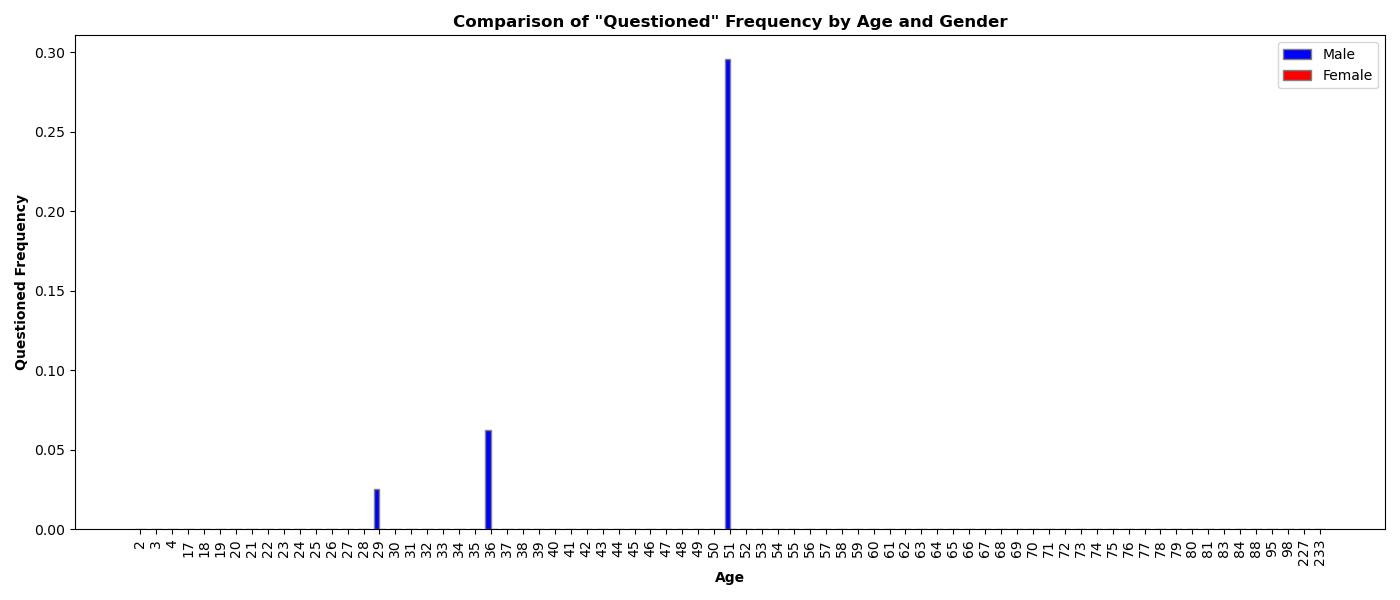 Comparison of "Questioned" Frequency by Age and Gender
Male
Female
Questioned Frequency
0.30
0.25
0.20
0.15
0.10
0.05
0.00
2 3 4 17 18 19 20 21 22 23 24 25 26 27 28 29 30 31 32 33 34 35 36 37 38 39 40 41 42 43 44 45 46 47 48 49 50 51 52 53 54 55 56 57 58 59 60 61 62 63 64 65 66 67 68 69 70 71 72 73 74 75 76 77 78 79 80 81 83 84 88 95 98 227 233
Age